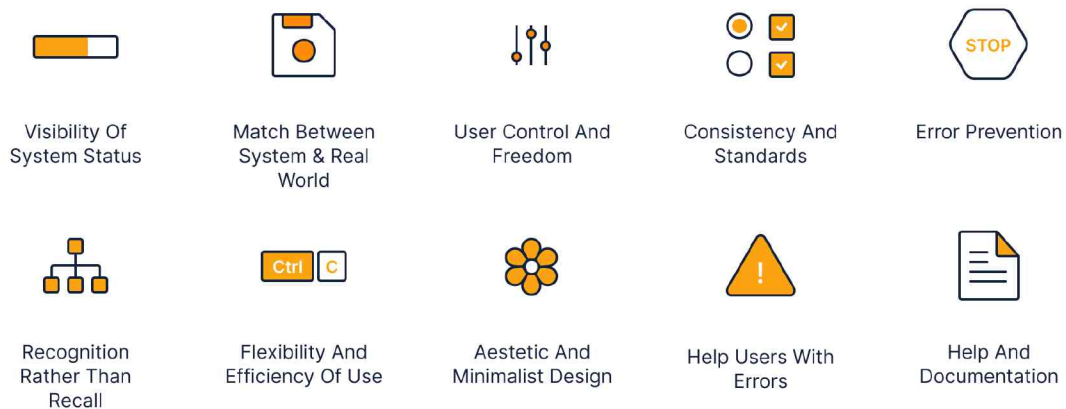 STOP
Visibility Of
System Status
Match Between
System & Real
World
User Control And
Freedom
Consistency And
Standards
Error Prevention
Ctrl
C
!
Recognition
Rather Than
Recall
Flexibility And
Efficiency Of Use
Aestetic And
Minimalist Design
Help Users With
Errors
Help And
Documentation